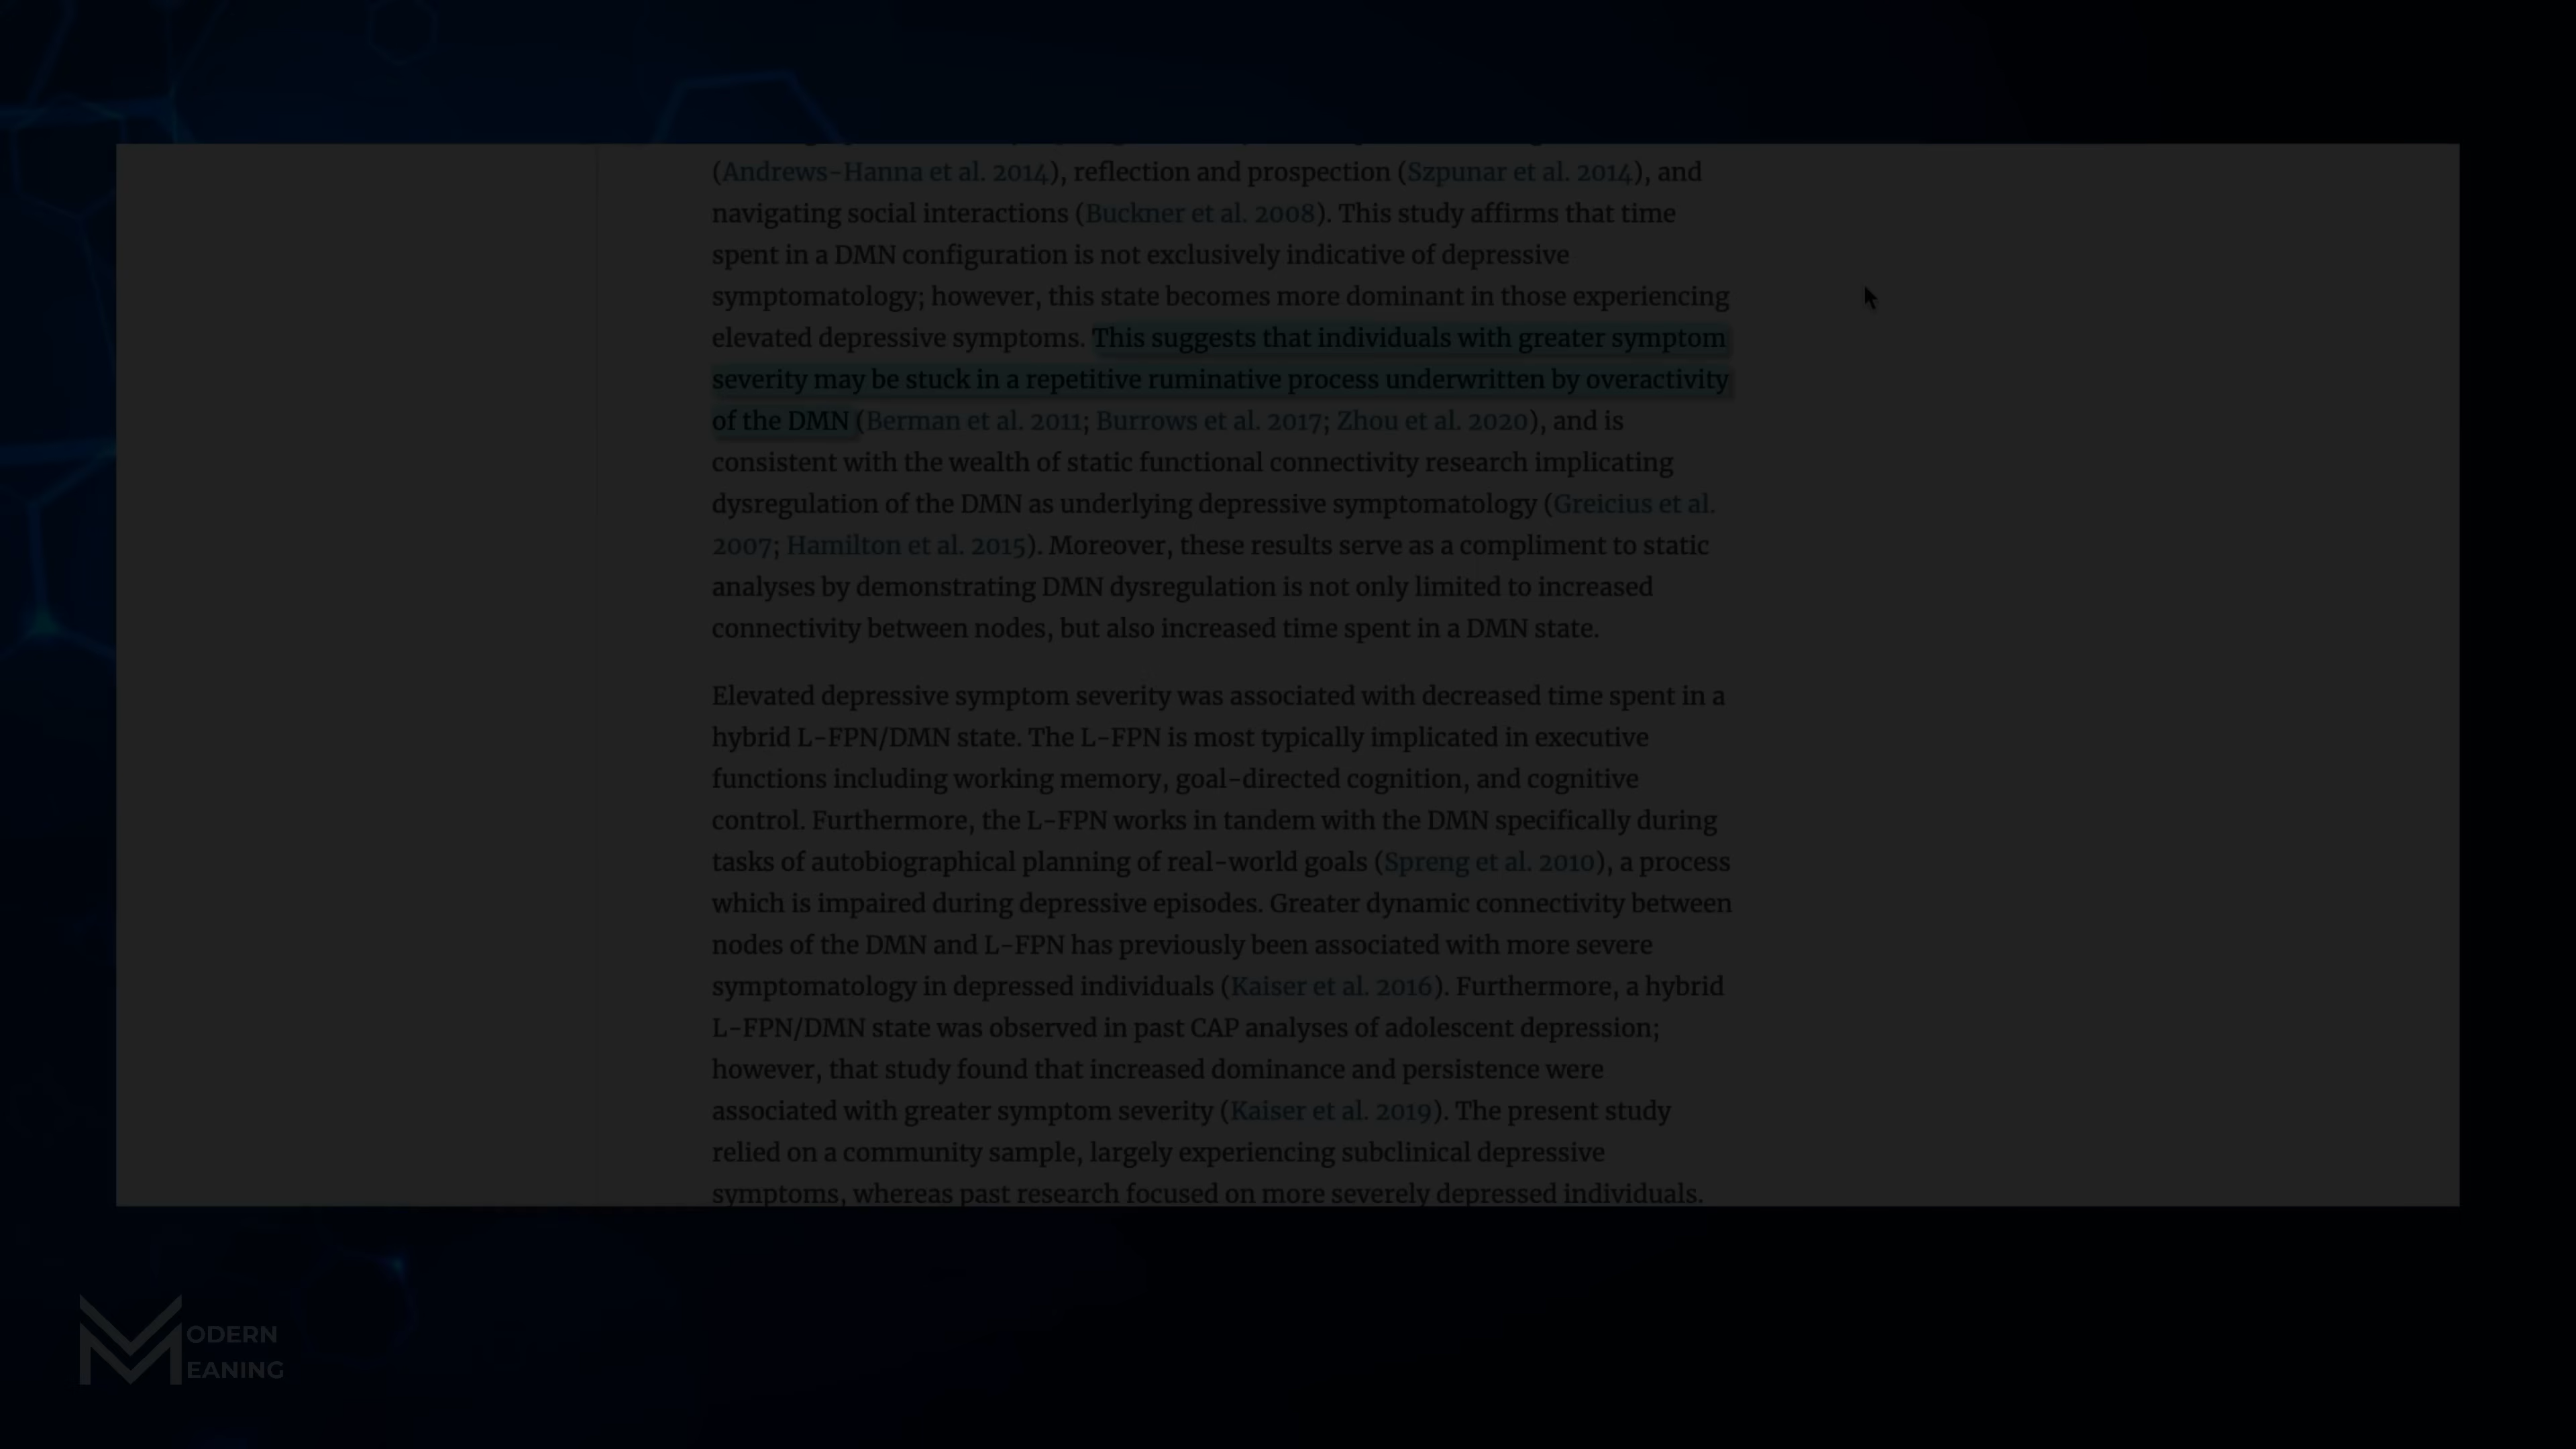 (Andrews-Hanna et al. 2014), reflection and prospection (Szpunar et al. 2014), and
navigating social interactions (Buckner et al. 2008). This study affirms that time
spent in a DMN configuration is not exclusively indicative of depressive
symptomatology; however, this state becomes more dominant in those experiencing
elevated depressive symptoms. This suggests that individuals with greater symptom
severity may be stuck in a repetitive ruminative process underwritten by overactivity
of the DMN (Berman et al. 2011; Burrows et al. 2017; Zhou et al. 2020), and is
consistent with the wealth of static functional connectivity research implicating
dysregulation of the DMN as underlying depressive symptomatology (Greicius et al.
2007; Hamilton et al. 2015). Moreover, these results serve as a compliment to static
analyses by demonstrating DMN dysregulation is not only limited to increased
connectivity between nodes, but also increased time spent in a DMN state.
Elevated depressive symptom severity was associated with decreased time spent in a
hybrid L-FPN/DMN state. The L-FPN is most typically implicated in executive
functions including working memory, goal-directed cognition, and cognitive
control. Furthermore, the L-FPN works in tandem with the DMN specifically during
tasks of autobiographical planning of real-world goals (Spreng et al. 2010), a process
which is impaired during depressive episodes. Greater dynamic connectivity between
nodes of the DMN and L-FPN has previously been associated with more severe
symptomatology in depressed individuals (Kaiser et al. 2016). Furthermore, a hybrid
L-FPN/DMN state was observed in past CAP analyses of adolescent depression;
however, that study found that increased dominance and persistence were
associated with greater symptom severity (Kaiser et al. 2019). The present study
relied on a community sample, largely experiencing subclinical depressive
symptoms, whereas past research focused on more severely depressed individuals.
MODERN
MEANING